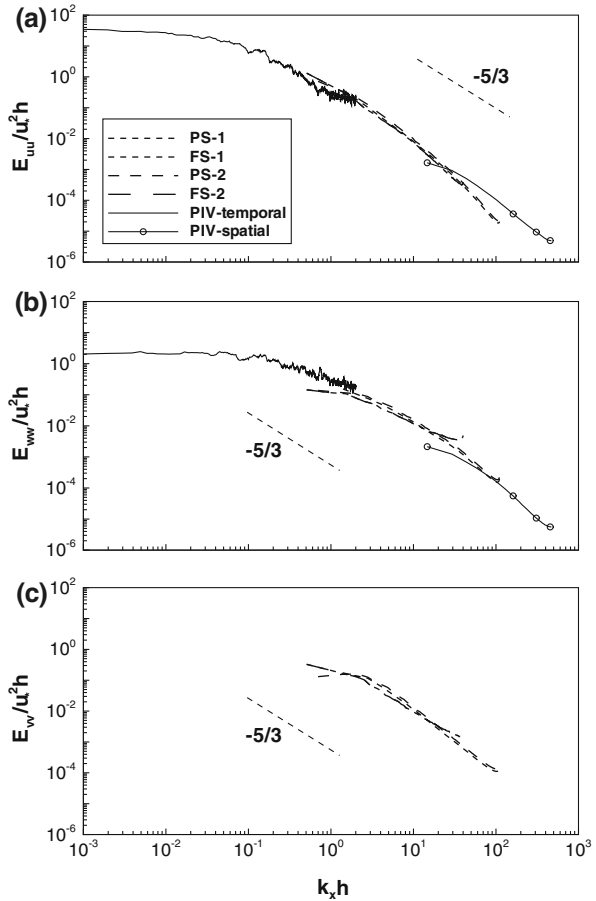 (a)
10²
10⁰
10⁻²
10⁻⁴
10⁻⁶
E_uu/u*²h
-5/3
PS-1
FS-1
PS-2
FS-2
PIV-temporal
PIV-spatial
(b)
10²
10⁰
10⁻²
10⁻⁴
10⁻⁶
E_ww/u*²h
-5/3
(c)
10²
10⁰
10⁻²
10⁻⁴
10⁻⁶
E_vv/u*²h
-5/3
10⁻³ 10⁻² 10⁻¹ 10⁰ 10¹ 10² 10³
kₓh